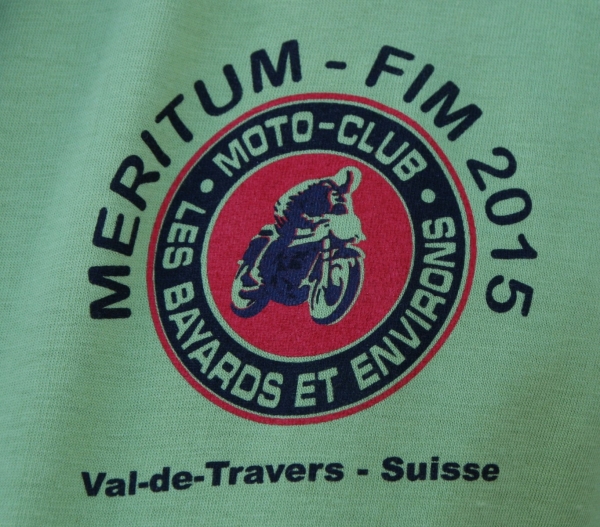 MERITUM - FIM 2015
MOTO-CLUB
• LES BAYARDS ET ENVIRONS •
Val-de-Travers - Suisse